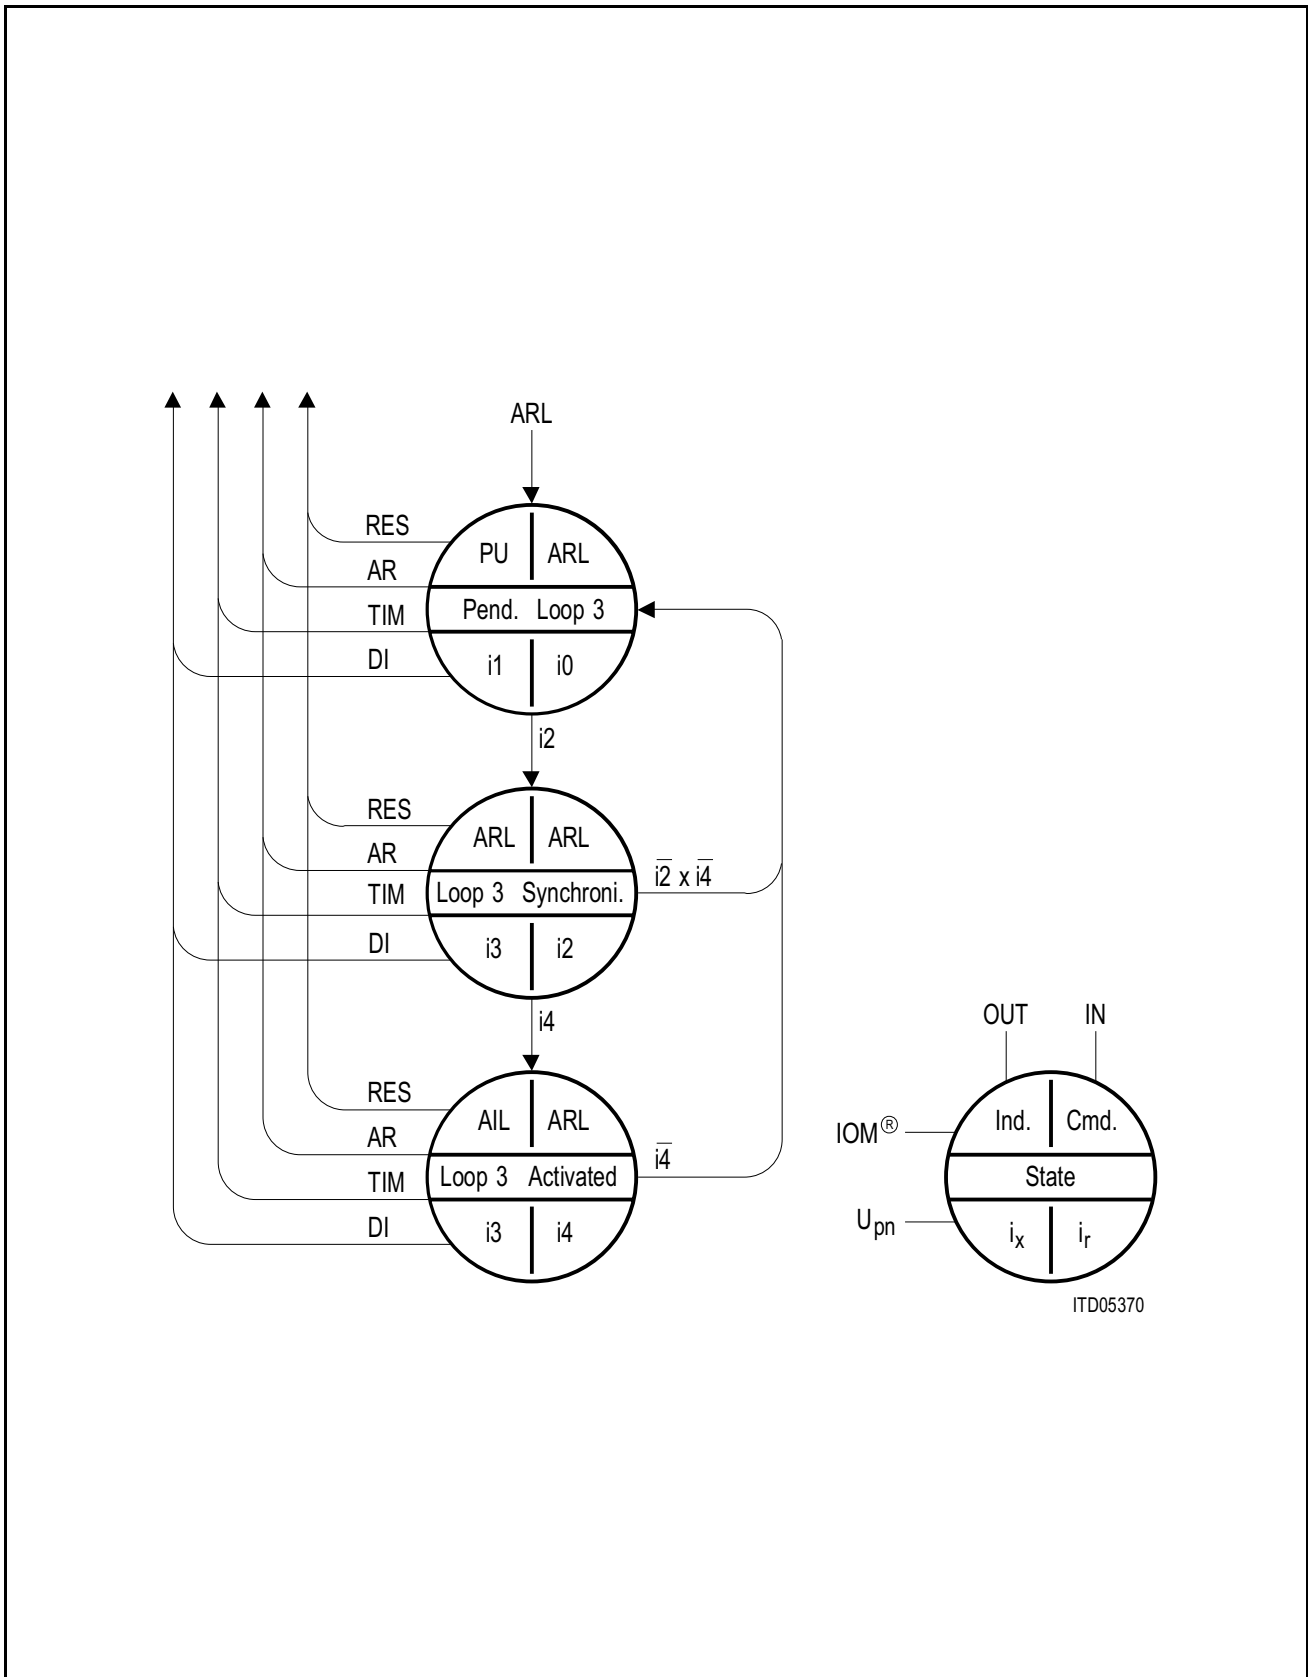 ARL
RES
PU ARL
AR
Pend. Loop 3
TIM
DI
i1 i0
i2
RES
ARL ARL
AR
i2̅ x i4̅
TIM
Loop 3 Synchroni.
DI
i3 i2
i4
OUT IN
RES
AIL ARL
Ind. Cmd.
AR
IOM®
i4̅
TIM
Loop 3 Activated
State
DI
Upn
i3 i4
ix ir
ITD05370